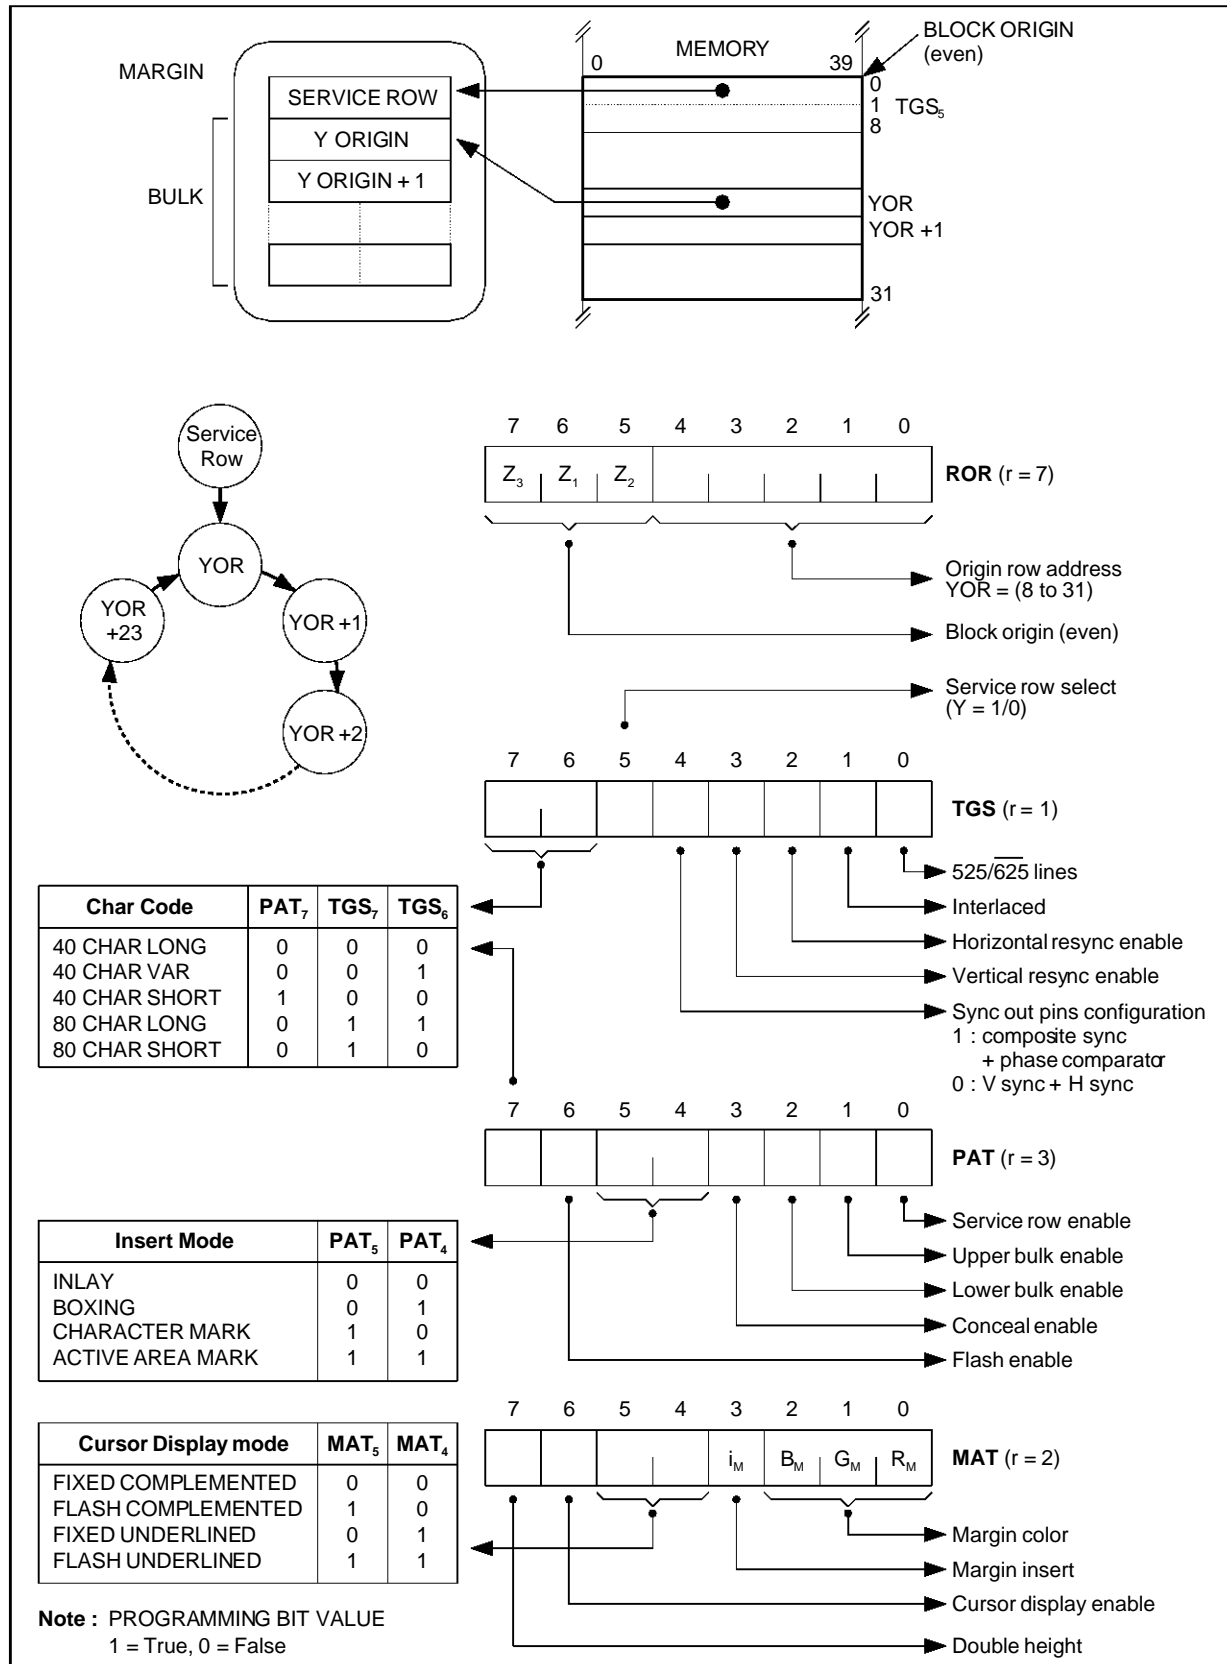 MARGIN
SERVICE ROW
Y ORIGIN
Y ORIGIN + 1
BULK
MEMORY
0 39
BLOCK ORIGIN
(even)
0
1 TGS₅
8
YOR
YOR +1
31
Service
Row
YOR
YOR +1
YOR +2
YOR
+23
7 6 5 4 3 2 1 0
Z₃ Z₁ Z₂
ROR (r = 7)
Origin row address
YOR = (8 to 31)
Block origin (even)
Service row select
(Y = 1/0)
7 6 5 4 3 2 1 0
TGS (r = 1)
525/6̅2̅5̅ lines
Interlaced
Horizontal resync enable
Vertical resync enable
Sync out pins configuration
1 : composite sync
+ phase comparator
0 : V sync + H sync
Char Code PAT₇ TGS₇ TGS₆
40 CHAR LONG 0 0 0
40 CHAR VAR 0 0 1
40 CHAR SHORT 1 0 0
80 CHAR LONG 0 1 1
80 CHAR SHORT 0 1 0
7 6 5 4 3 2 1 0
PAT (r = 3)
Service row enable
Upper bulk enable
Lower bulk enable
Conceal enable
Flash enable
Insert Mode PAT₅ PAT₄
INLAY 0 0
BOXING 0 1
CHARACTER MARK 1 0
ACTIVE AREA MARK 1 1
7 6 5 4 3 2 1 0
i_M B_M G_M R_M
MAT (r = 2)
Margin color
Margin insert
Cursor display enable
Double height
Cursor Display mode MAT₅ MAT₄
FIXED COMPLEMENTED 0 0
FLASH COMPLEMENTED 1 0
FIXED UNDERLINED 0 1
FLASH UNDERLINED 1 1
Note : PROGRAMMING BIT VALUE
1 = True, 0 = False